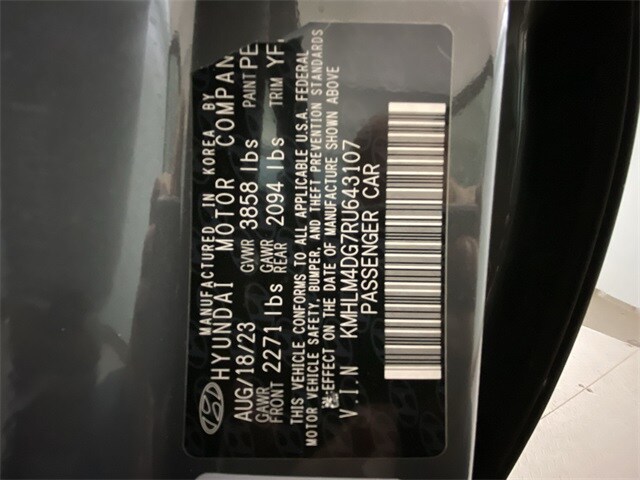 MANUFACTURED IN KOREA BY
HYUNDAI MOTOR COMPAN
AUG/18/23 GVWR 3858 lbs PAINT PE
GAWR FRONT 2271 lbs GAWR REAR 2094 lbs TRIM YF,
THIS VEHICLE CONFORMS TO ALL APPLICABLE U.S.A. FEDERAL
MOTOR VEHICLE SAFETY, BUMPER, AND THEFT PREVENTION STANDARDS
IN EFFECT ON THE DATE OF MANUFACTURE SHOWN ABOVE
V.I.N KMHLM4DG7RU643107
PASSENGER CAR